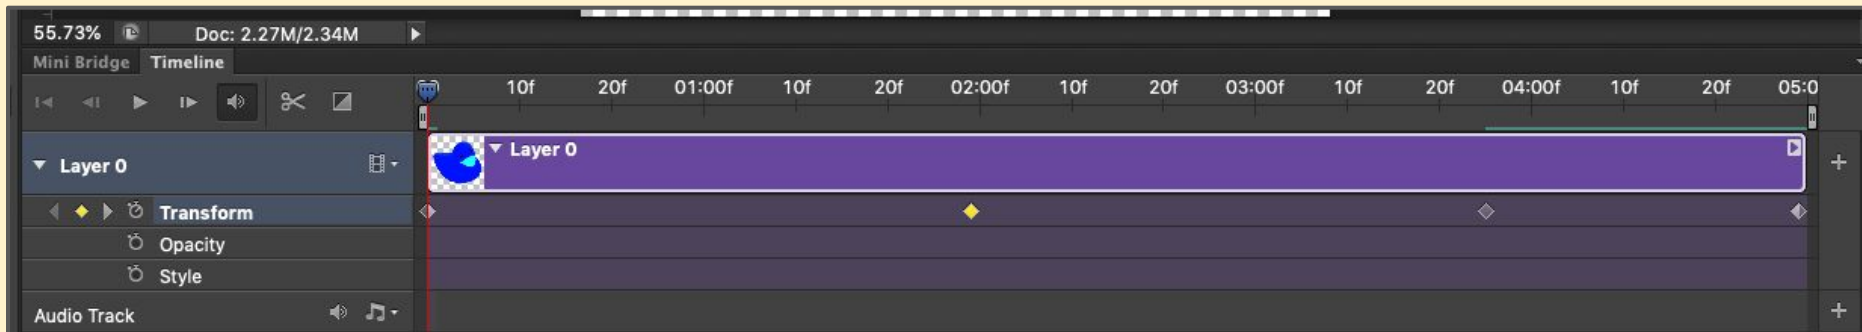 55.73% Doc: 2.27M/2.34M
Mini Bridge Timeline
10f 20f 01:00f 10f 20f 02:00f 10f 20f 03:00f 10f 20f 04:00f 10f 20f 05:0
Layer 0 Layer 0
Transform
Opacity
Style
Audio Track